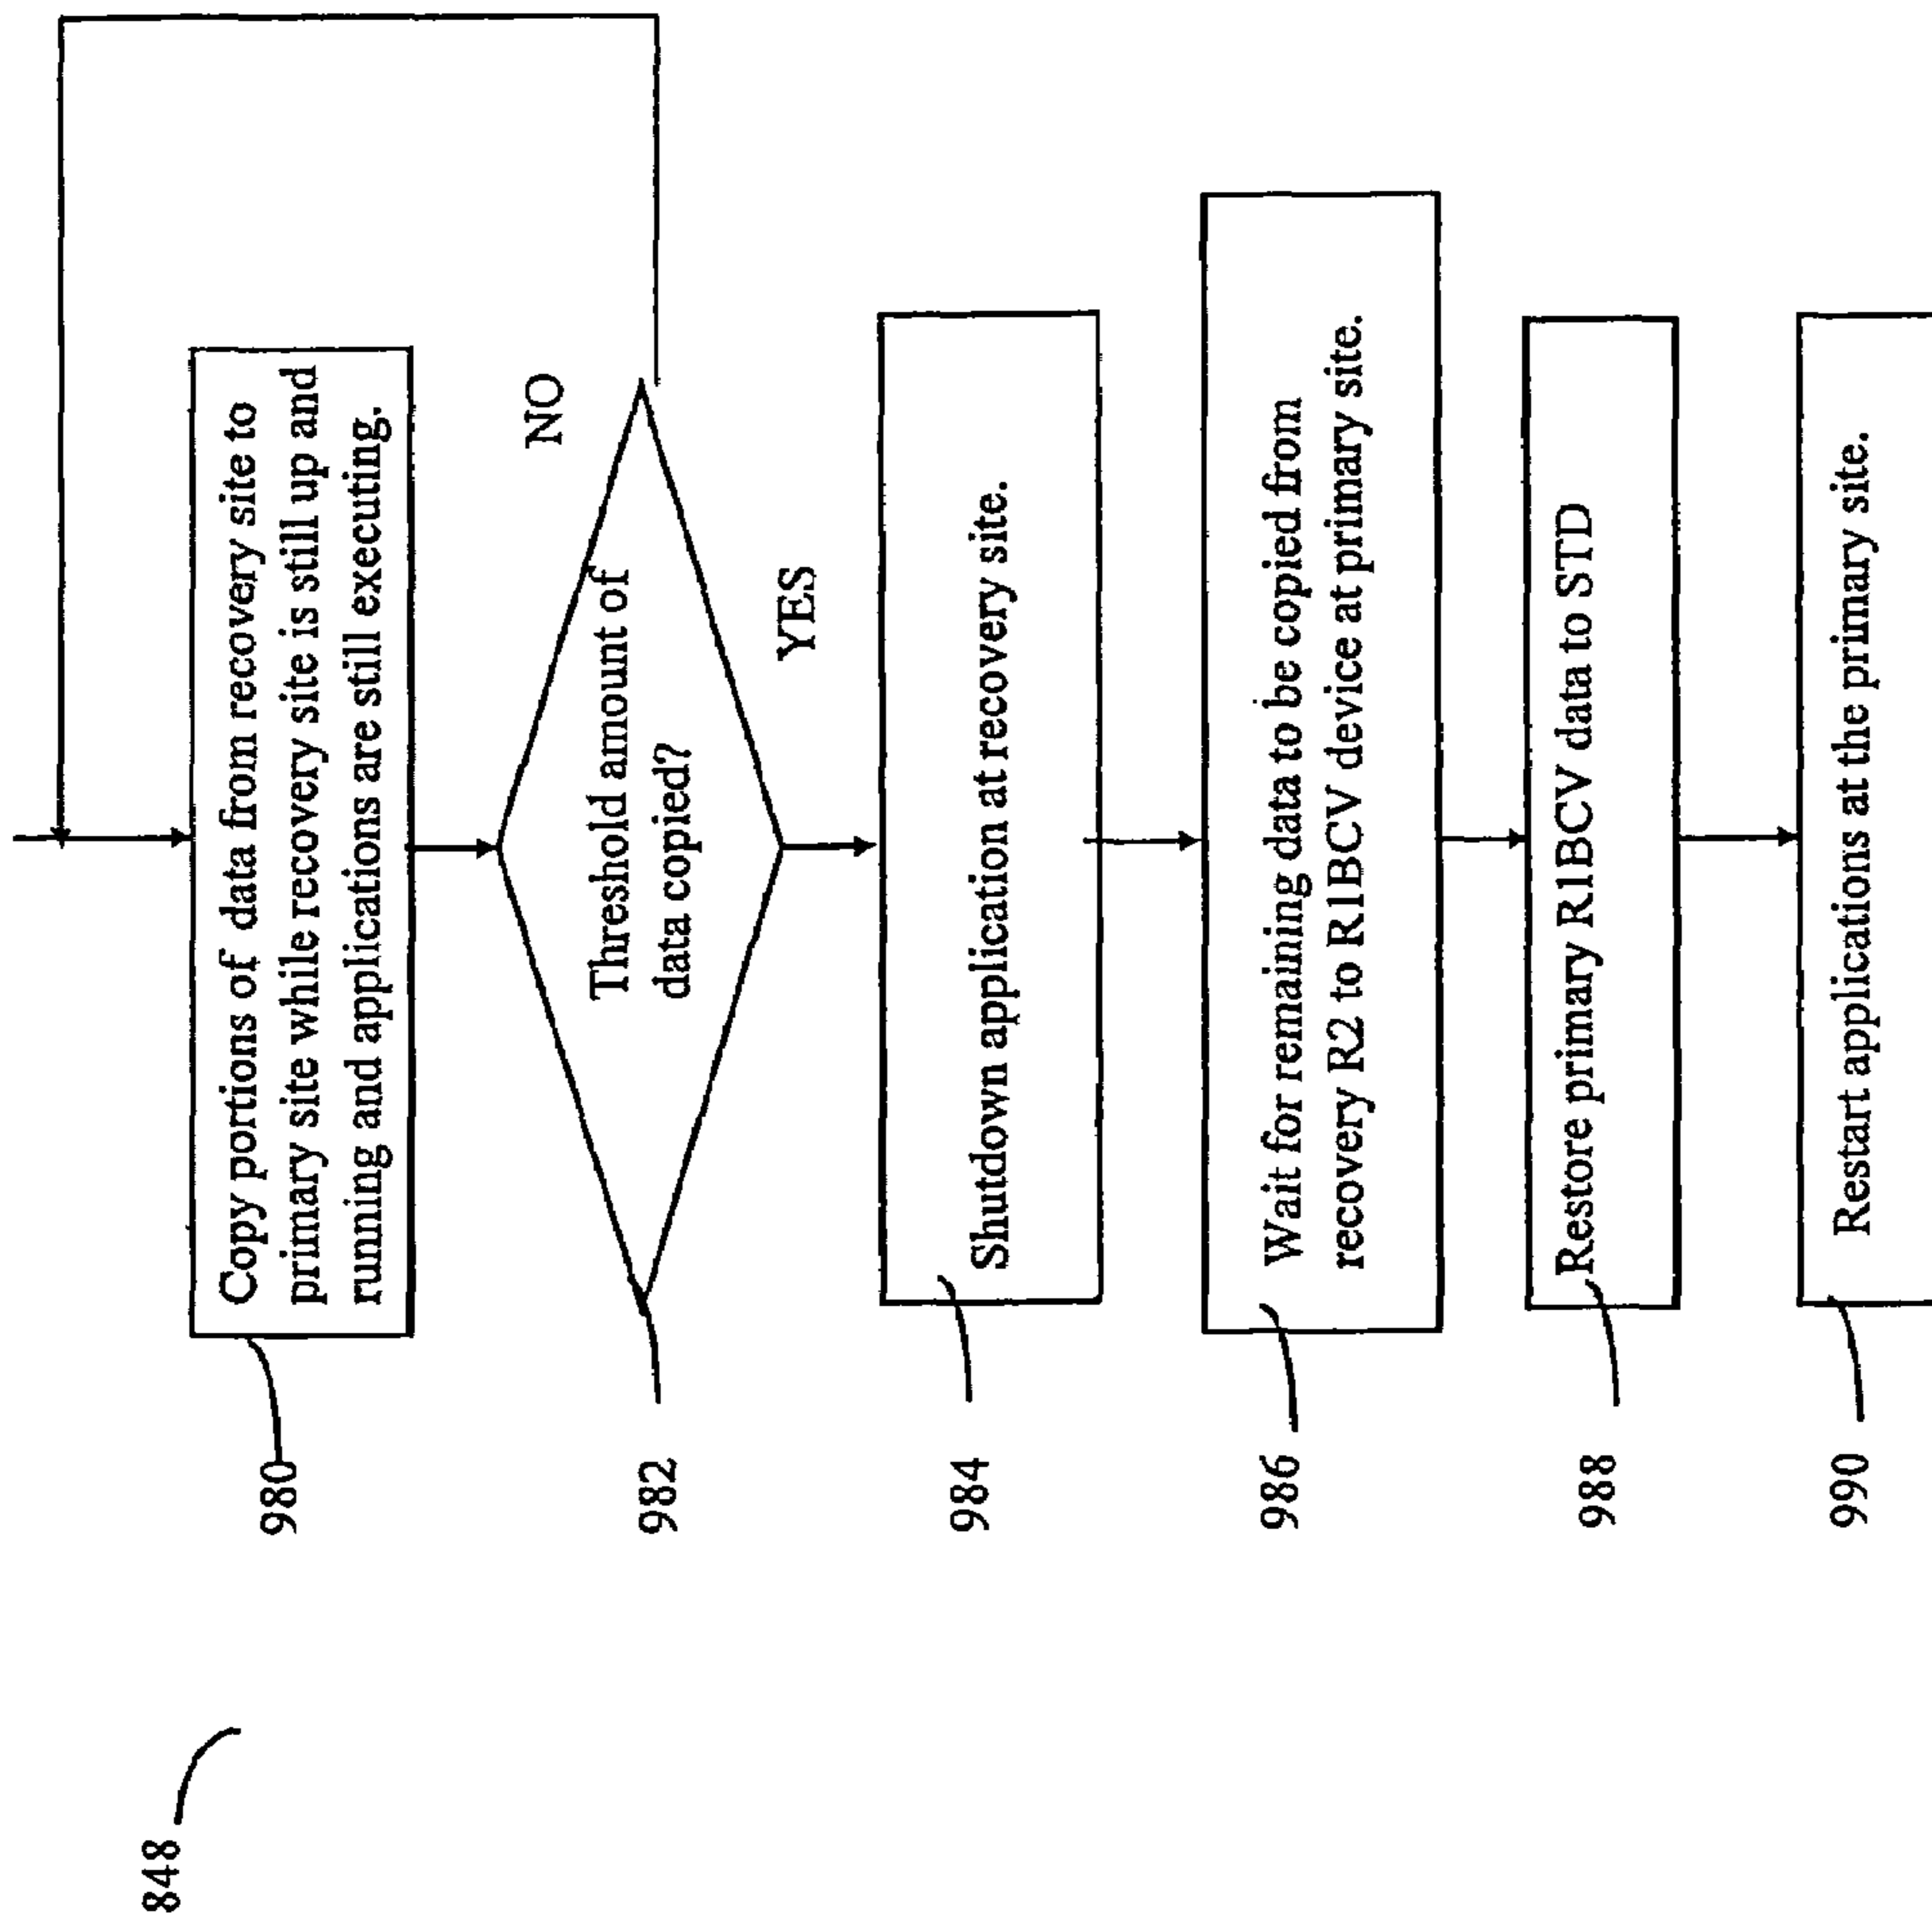 848
980
Copy portions of data from recovery site to
primary site while recovery site is still up and
running and applications are still executing.
982
Threshold amount of
data copied?
NO
YES
984
Shutdown application at recovery site.
986
Wait for remaining data to be copied from
recovery R2 to R1BCV device at primary site.
988
Restore primary R1BCV data to STD
990
Restart applications at the primary site.